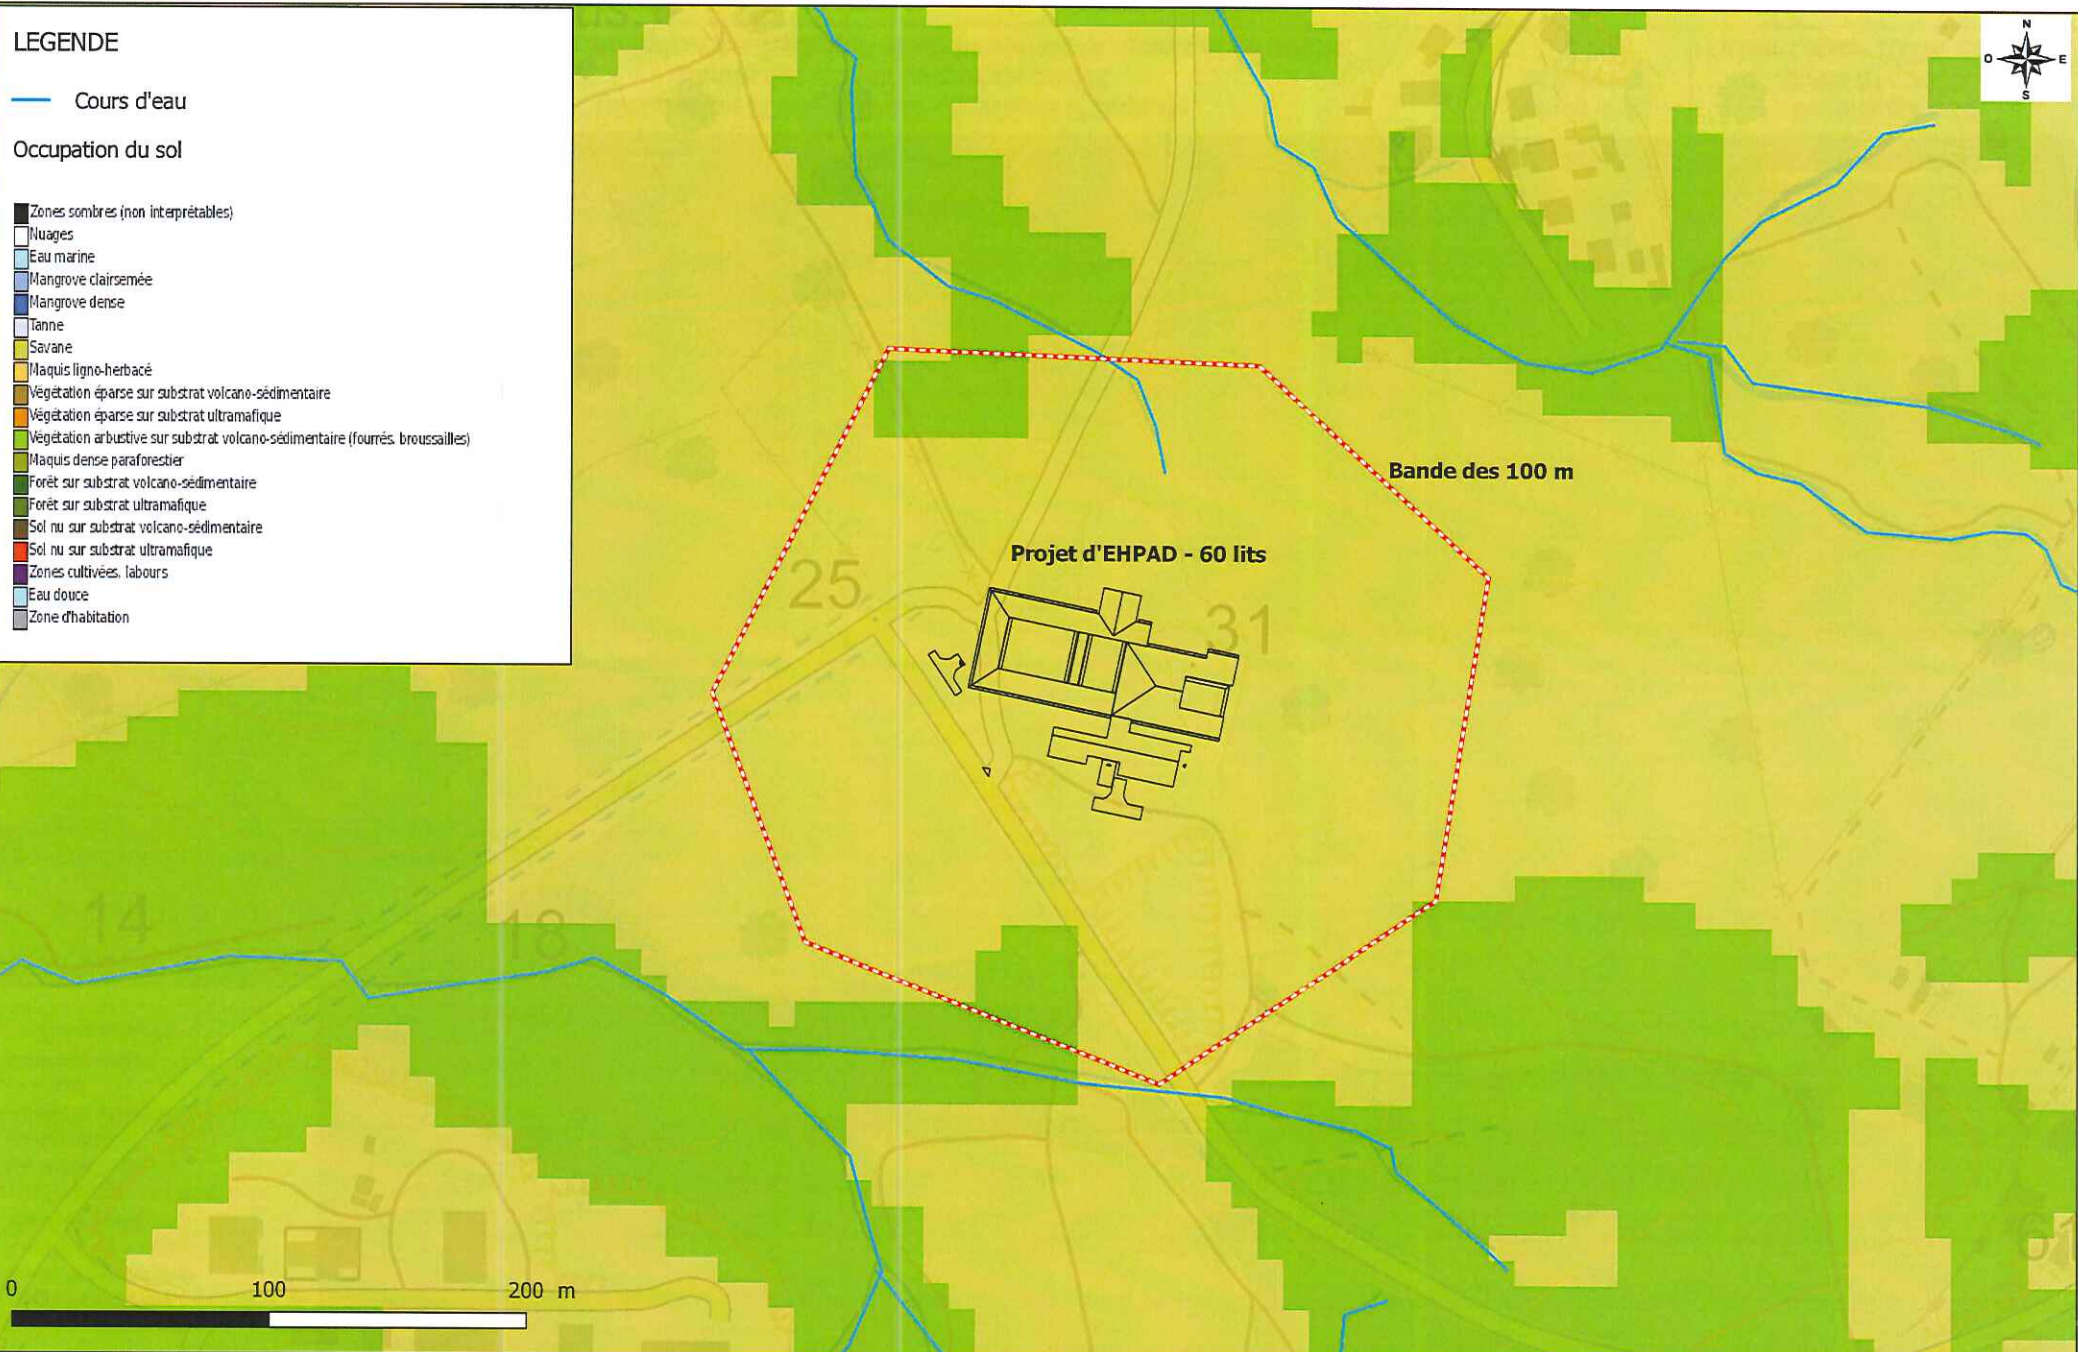 LEGENDE
Cours d'eau
Occupation du sol
Zones sombres (non interprétables)
Nuages
Eau marine
Mangrove clairsemée
Mangrove dense
Tanne
Savane
Maquis ligno-herbacé
Végétation éparse sur substrat volcano-sédimentaire
Végétation éparse sur substrat ultramafique
Végétation arbustive sur substrat volcano-sédimentaire (fourrés, broussailles)
Maquis dense paraforestier
Forêt sur substrat volcano-sédimentaire
Forêt sur substrat ultramafique
Sol nu sur substrat volcano-sédimentaire
Sol nu sur substrat ultramafique
Zones cultivées, labours
Eau douce
Zone d'habitation
N
O E
S
Bande des 100 m
Projet d'EHPAD - 60 lits
25
31
14
18
61
0 100 200 m